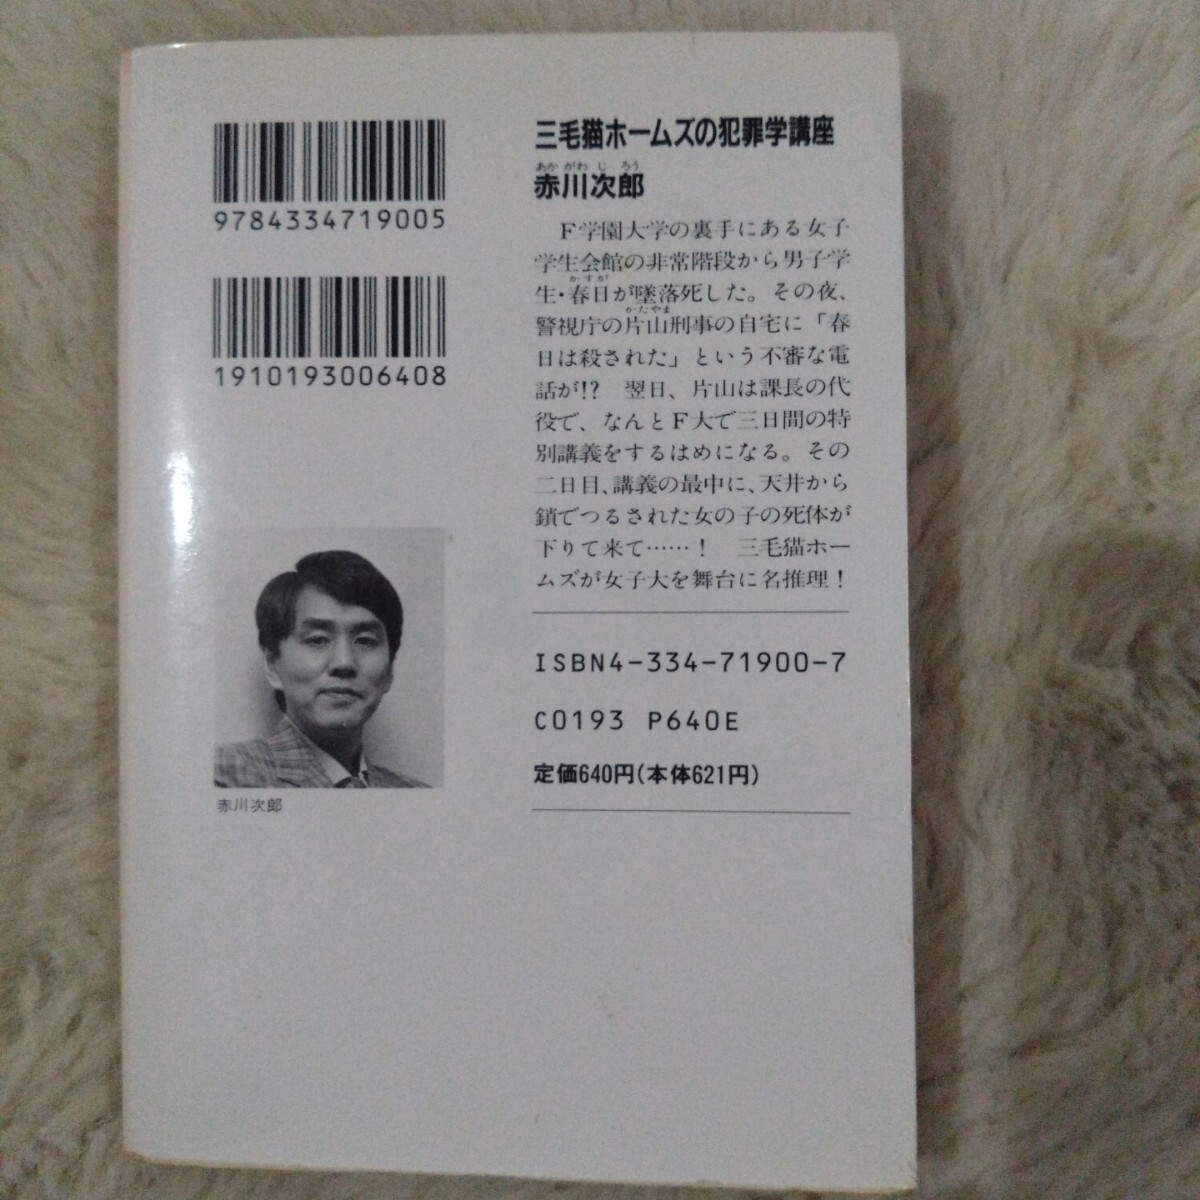 9784334719005
1910193006408
三毛猫ホームズの犯罪学講座
あかがわじろう
赤川次郎
F学園大学の裏手にある女子
学生会館の非常階段から男子学
かすが
生・春日が墜落死した。その夜、
かたやま
警視庁の片山刑事の自宅に「春
日は殺された」という不審な電
話が!? 翌日、片山は課長の代
役で、なんとF大で三日間の特
別講義をするはめになる。その
二日目、講義の最中に、天井から
鎖でつるされた女の子の死体が
下りて来て……！ 三毛猫ホー
ムズが女子大を舞台に名推理！
ISBN4-334-71900-7
C0193 P640E
定価640円(本体621円)
赤川次郎